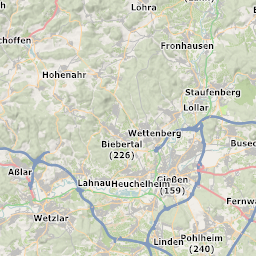 Lohra
Fronhausen
Hohenahr
Staufenberg
Lollar
Wettenberg
Biebertal
(226)
Aßlar
Lahnau
Heuchelheim
Gießen
(159)
Wetzlar
Linden
Pohlheim
(240)